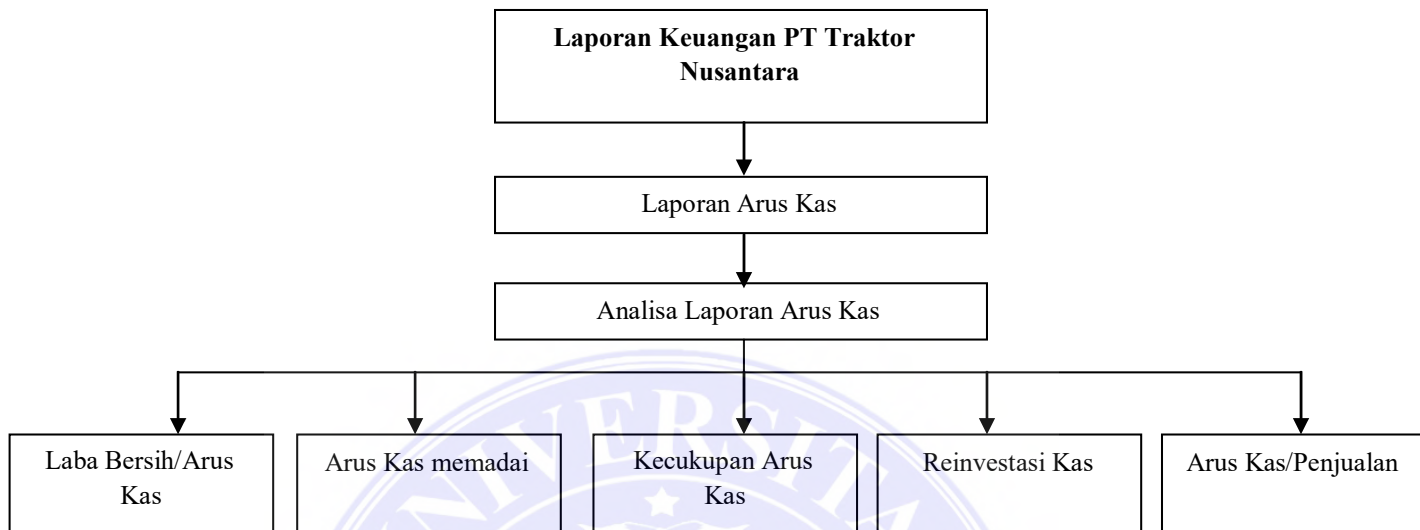 Laporan Keuangan PT Traktor
Nusantara
Laporan Arus Kas
Analisa Laporan Arus Kas
Laba Bersih/Arus
Kas
Arus Kas memadai
Kecukupan Arus
Kas
Reinvestasi Kas
Arus Kas/Penjualan